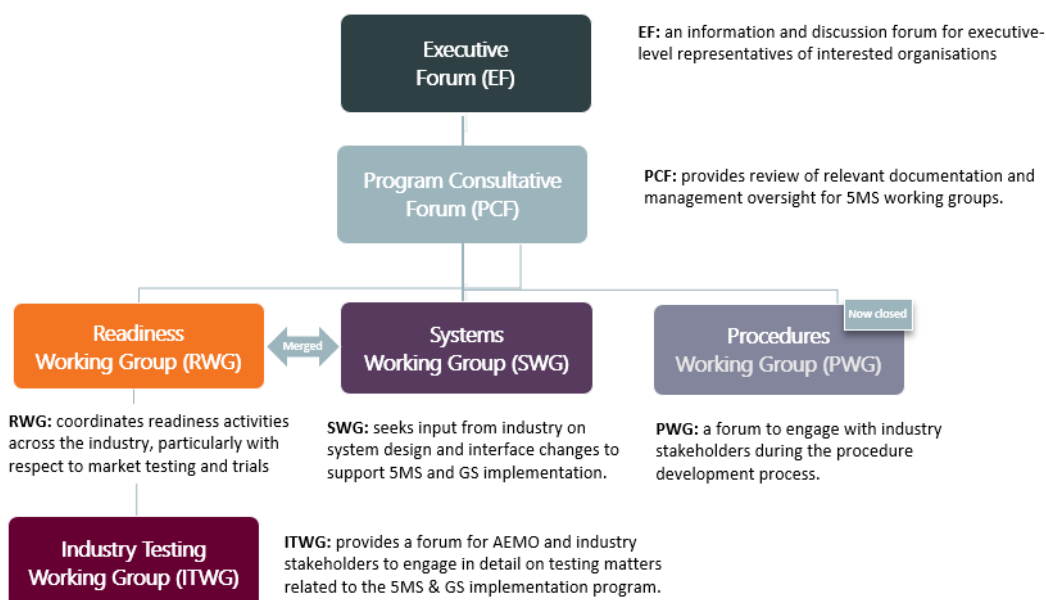 Executive
Forum (EF)
EF: an information and discussion forum for executive-
level representatives of interested organisations
Program Consultative
Forum (PCF)
PCF: provides review of relevant documentation and
management oversight for 5MS working groups.
Readiness
Working Group (RWG)
Merged
Systems
Working Group (SWG)
Now closed
Procedures
Working Group (PWG)
RWG: coordinates readiness activities
across the industry, particularly with
respect to market testing and trials
SWG: seeks input from industry on
system design and interface changes to
support 5MS and GS implementation.
PWG: a forum to engage with industry
stakeholders during the procedure
development process.
Industry Testing
Working Group (ITWG)
ITWG: provides a forum for AEMO and industry
stakeholders to engage in detail on testing matters
related to the 5MS & GS implementation program.